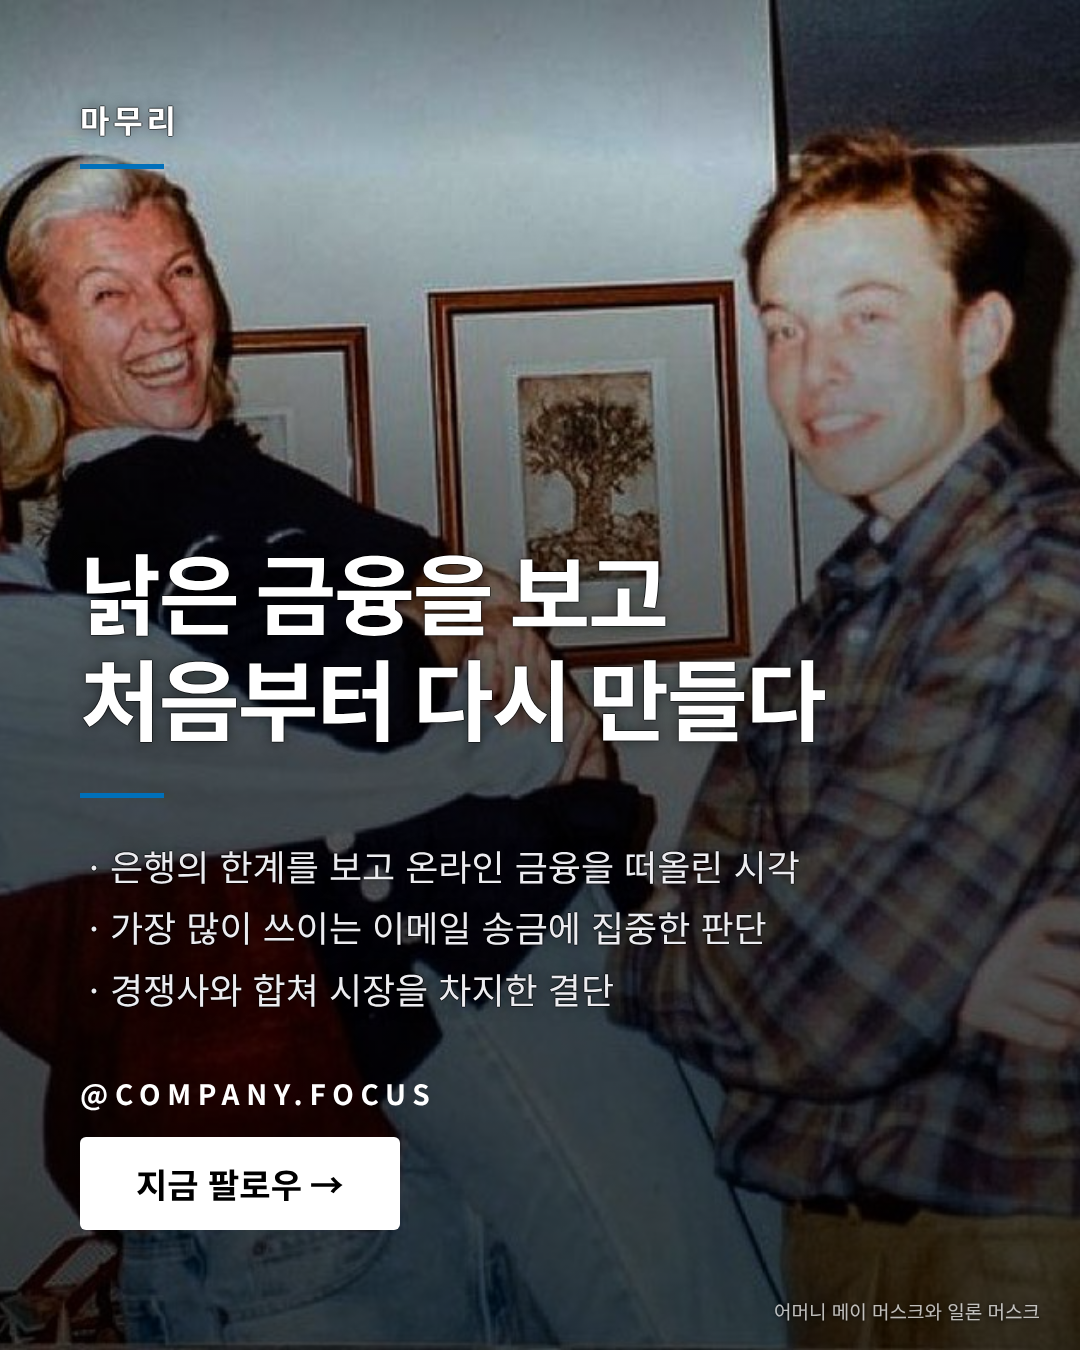 마무리
낡은 금융을 보고
처음부터 다시 만들다
· 은행의 한계를 보고 온라인 금융을 떠올린 시각
· 가장 많이 쓰이는 이메일 송금에 집중한 판단
· 경쟁사와 합쳐 시장을 차지한 결단
@COMPANY.FOCUS
지금 팔로우 →
어머니 메이 머스크와 일론 머스크